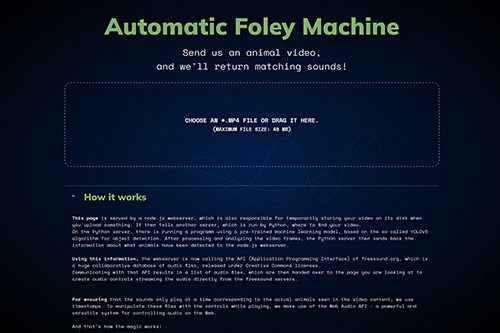 Automatic Foley Machine
Send us an animal video,
and we'll return matching sounds!
CHOOSE AN *.MP4 FILE OR DRAG IT HERE.
(MAXIMUM FILE SIZE: 40 MB)
How it works
This page is served by a node.js webserver, which is also responsible for temporarily storing your video on its disk when
you upload something. It then tells another server, which is run by Python, where to find your video.
On the Python server, there is running a programm using a pre-trained machine learning model, based on the so called YOLOv5
algorithm for object detection. After processing and analyzing the video frames, the Python server then sends back the
information about what animals have been detected to the node.js webserver.
Using this information, the webserver is now calling the API (Application Programming Interface) of freesound.org, which is
a huge collaborative database of audio files, released under Creative Commons licenses.
Communicating with that API results in a list of audio files, which are then handed over to the page you are looking at to
create audio controls streaming the audio directly from the freesound servers.
For ensuring that the sounds only play at a time corresponding to the actual animals seen in the video content, we use
timestamps. To manipulate these files with the controls while playing, we make use of the Web Audio API - a powerful and
versatile system for controlling audio on the Web.
And that's how the magic works!